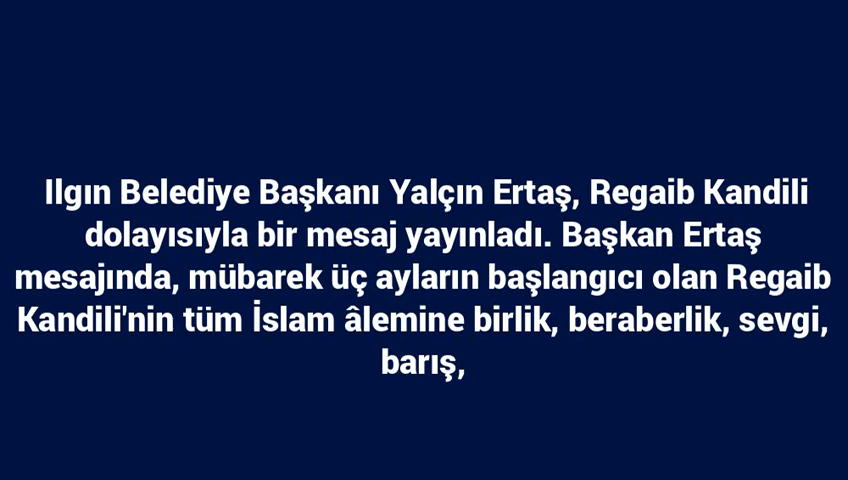 Ilgın Belediye Başkanı Yalçın Ertaş, Regaib Kandili
dolayısıyla bir mesaj yayınladı. Başkan Ertaş
mesajında, mübarek üç ayların başlangıcı olan Regaib
Kandili'nin tüm İslam âlemine birlik, beraberlik, sevgi,
barış,